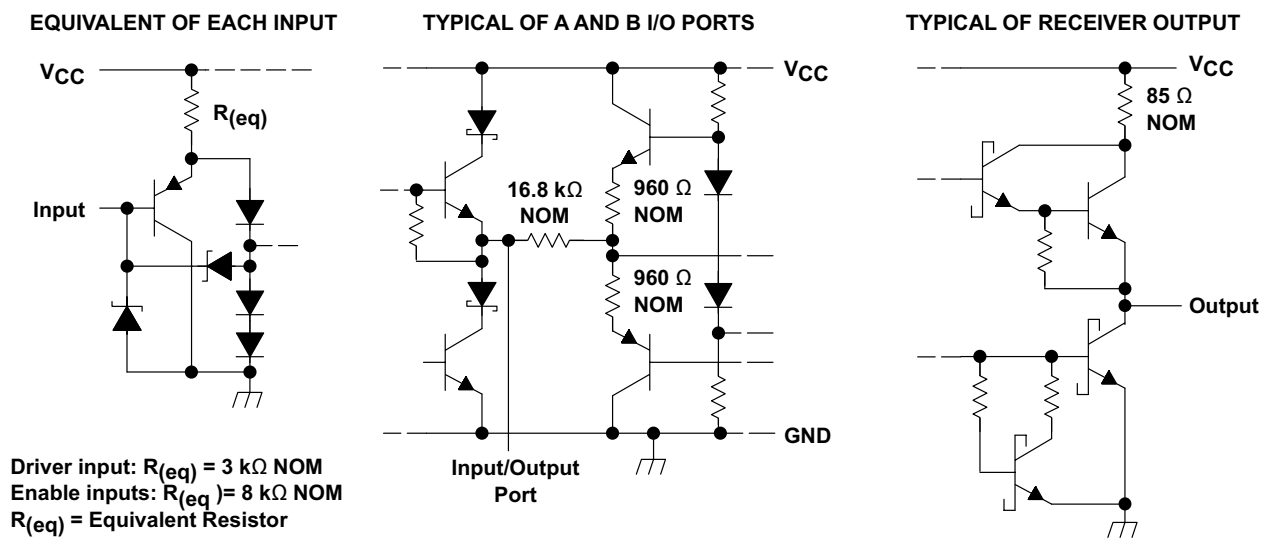 EQUIVALENT OF EACH INPUT
VCC
R(eq)
Input
Driver input: R(eq) = 3 kΩ NOM
Enable inputs: R(eq )= 8 kΩ NOM
R(eq) = Equivalent Resistor
TYPICAL OF A AND B I/O PORTS
VCC
16.8 kΩ
NOM
960 Ω
NOM
960 Ω
NOM
GND
Input/Output
Port
TYPICAL OF RECEIVER OUTPUT
VCC
85 Ω
NOM
Output